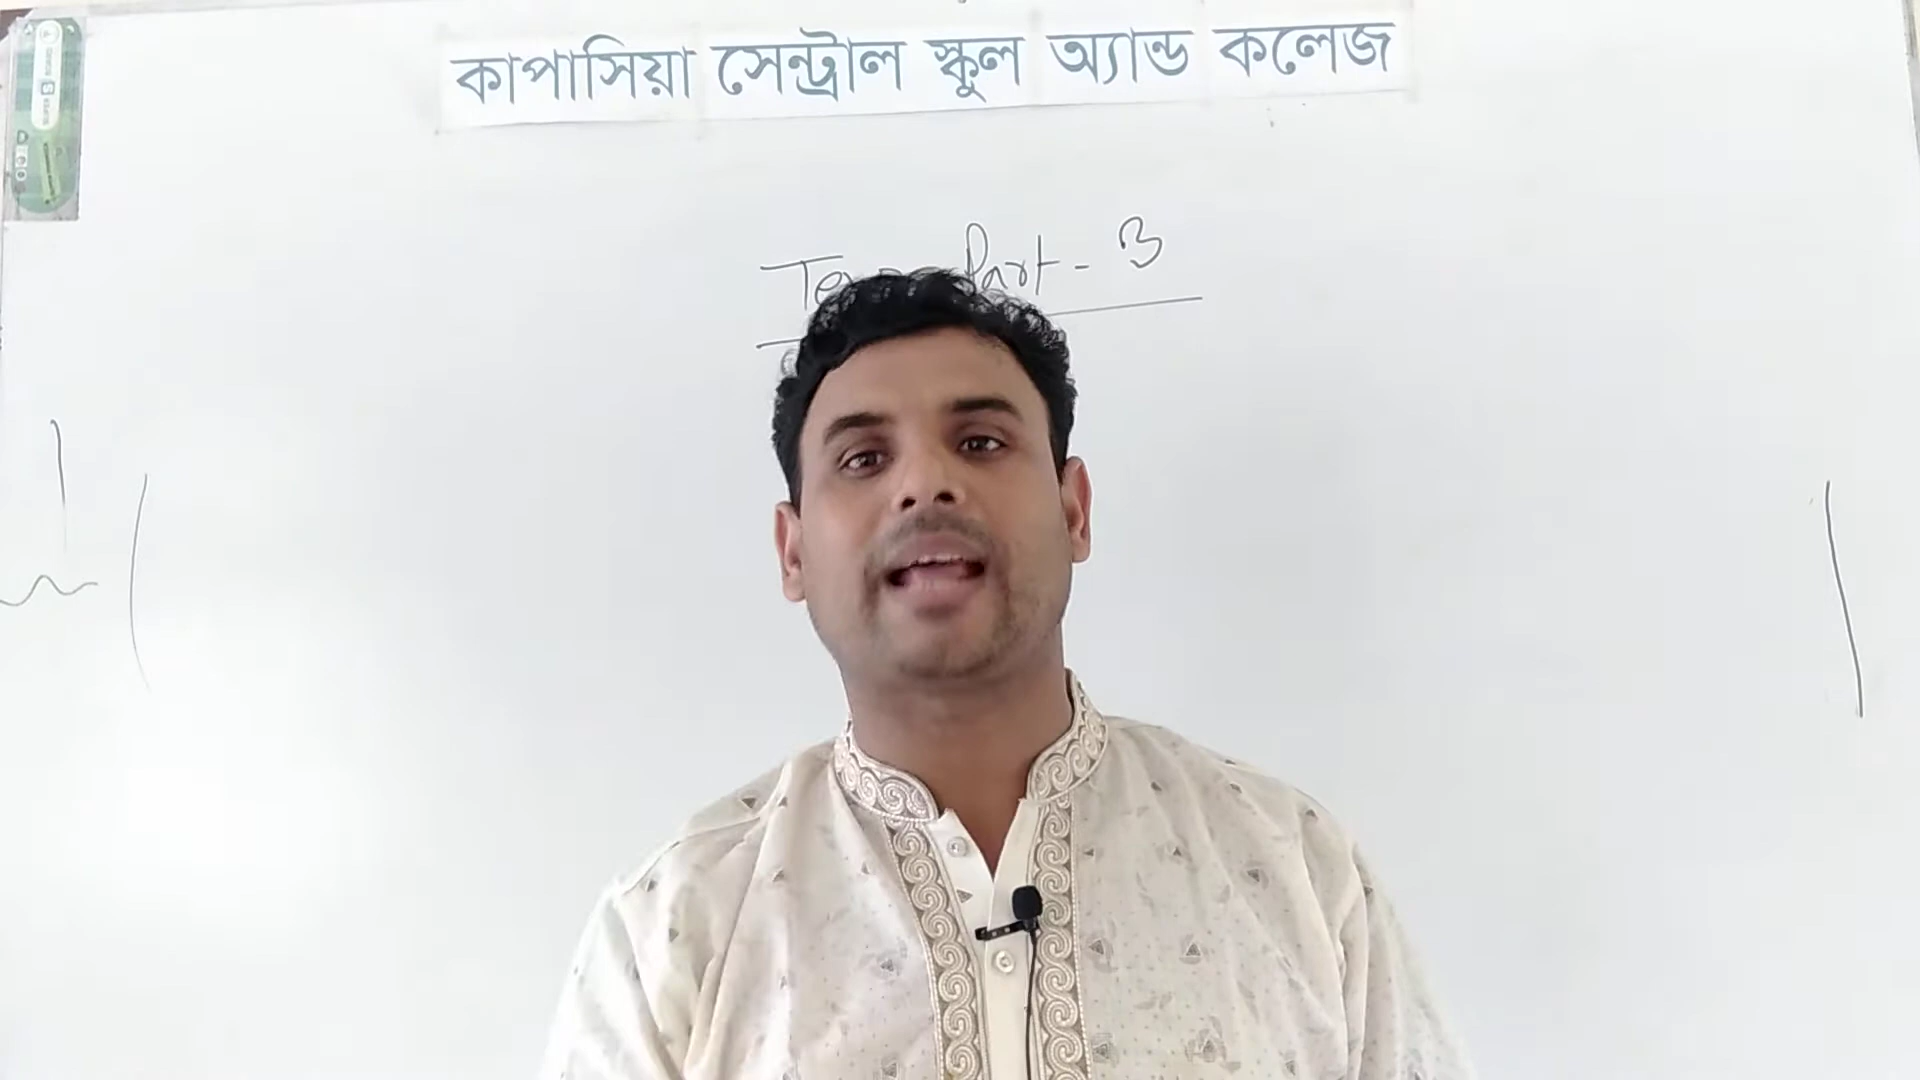 কাপাসিয়া সেন্ট্রাল স্কুল অ্যান্ড কলেজ
Part - 3